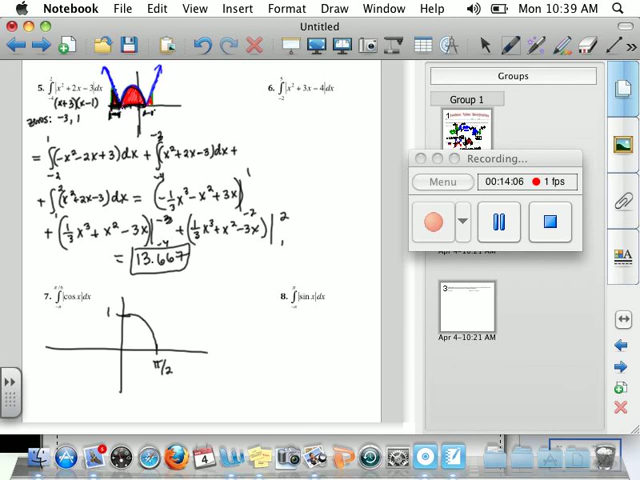 Notebook File Edit View Insert Format Draw Window Help Mon 10:39 AM
Untitled
5. ∫|x² + 2x - 3|dx
(x+3)(x-1)
zeros: -3, 1
6. ∫|x² + 3x - 4|dx
= ∫(-x²-2x+3)dx + ∫(x²+2x-3)dx +
+ ∫(x²+2x-3)dx = (-1/3x³-x²+3x)|
+ (1/3x³+x²-3x)| + (1/3x³+x²-3x)|
= 13.667
7. ∫|cos x|dx
8. ∫|sin x|dx
1
π/2
Groups
Group 1
Recording...
Menu 00:14:06 1 fps
Apr 4-10:21 AM
3
Apr 4-10:21 AM